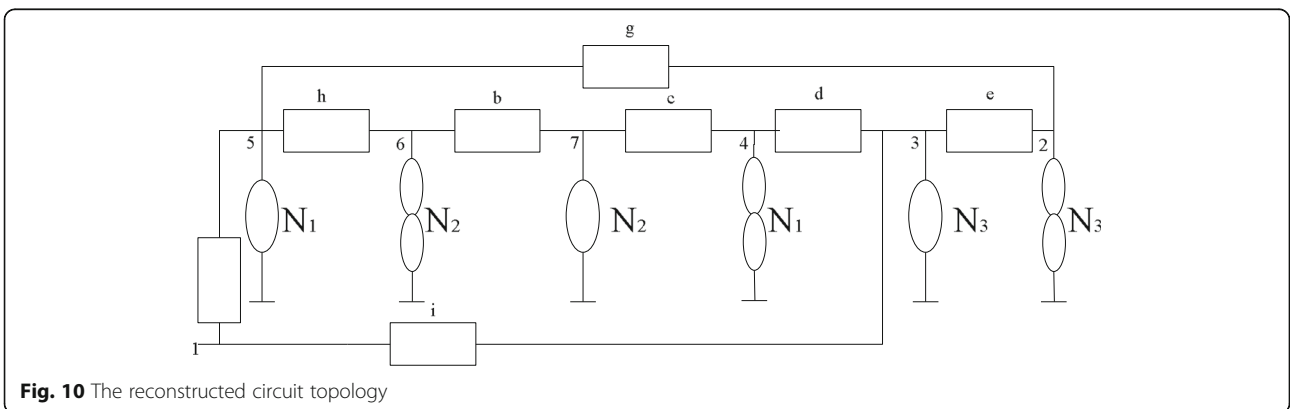 g
h b c d e
5 6 7 4 3 2
N₁ N₂ N₂ N₁ N₃ N₃
i
1
Fig. 10 The reconstructed circuit topology